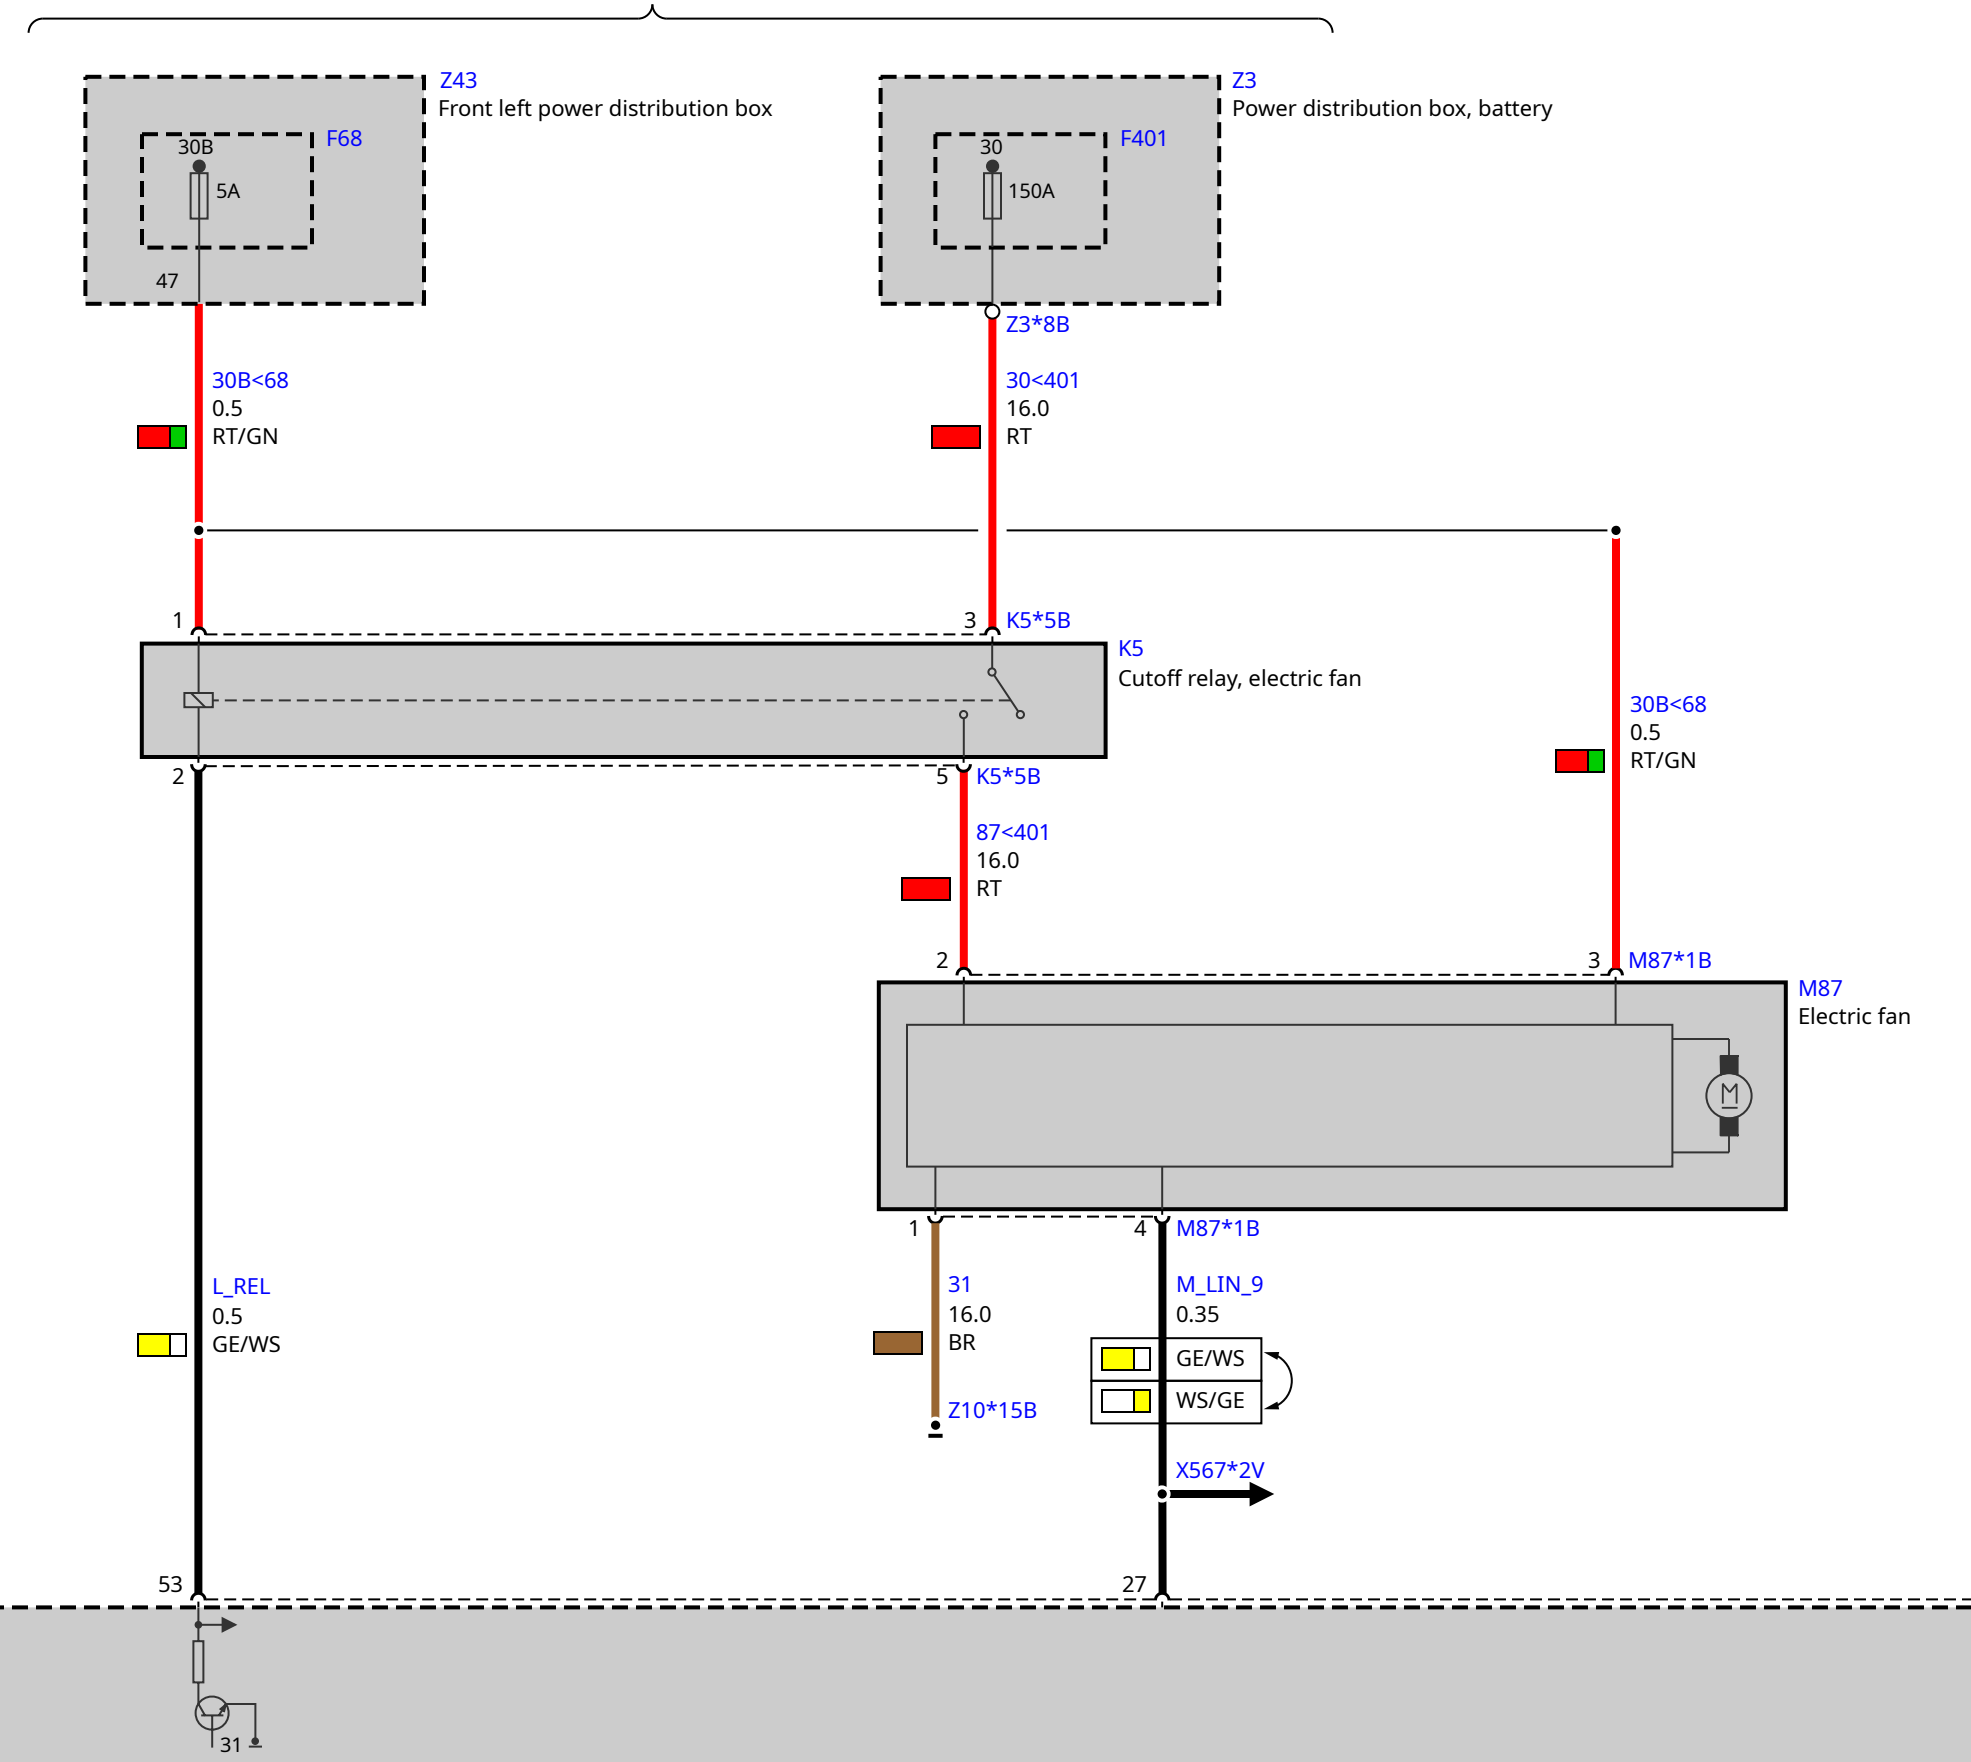 Z43
Front left power distribution box
Z3
Power distribution box, battery
F68
30B
5A
47
F401
30
150A
Z3*8B
30B<68
0.5
RT/GN
30<401
16.0
RT
1
3
K5*5B
K5
Cutoff relay, electric fan
30B<68
0.5
RT/GN
2
5
K5*5B
87<401
16.0
RT
2
3
M87*1B
M87
Electric fan
M
1
4
M87*1B
L_REL
0.5
GE/WS
31
16.0
BR
M_LIN_9
0.35
GE/WS
WS/GE
Z10*15B
X567*2V
53
27
31